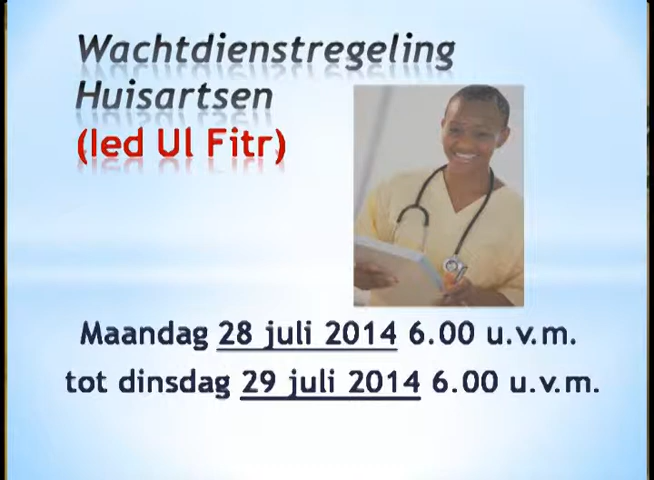 Wachtdienstregeling
Huisartsen
(Ied Ul Fitr)
Maandag 28 juli 2014 6.00 u.v.m.
tot dinsdag 29 juli 2014 6.00 u.v.m.